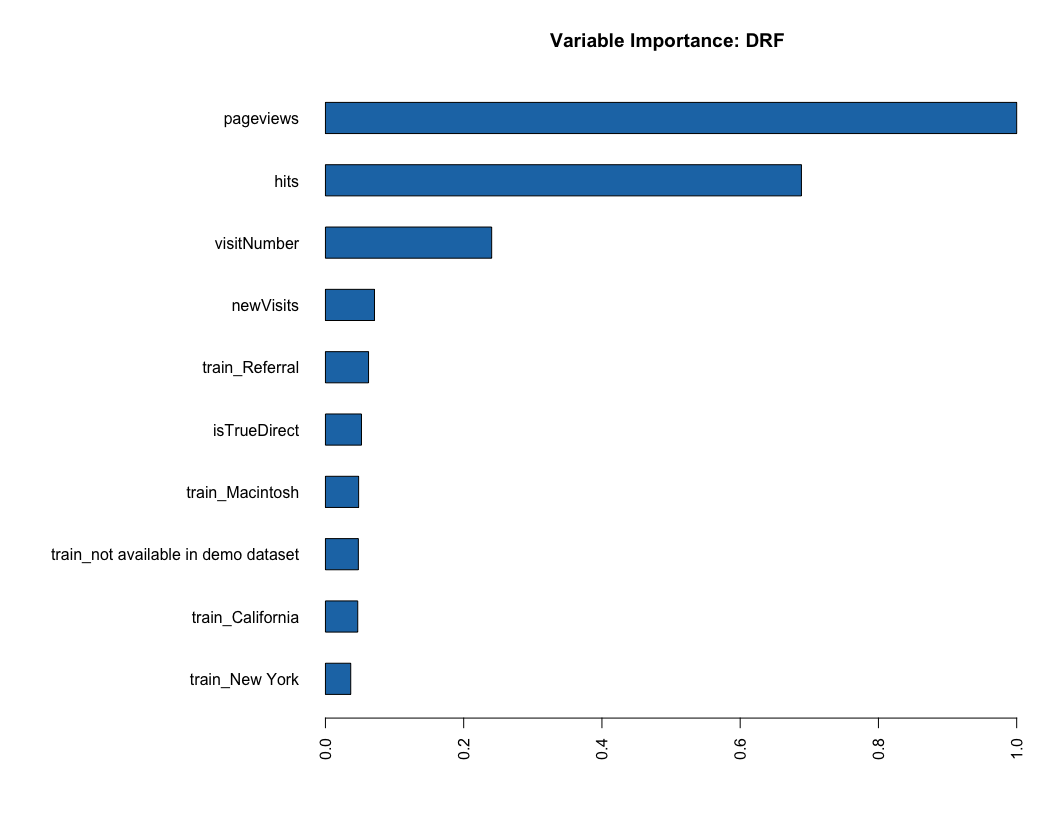 Variable Importance: DRF
pageviews
hits
visitNumber
newVisits
train_Referral
isTrueDirect
train_Macintosh
train_not available in demo dataset
train_California
train_New York
0.0
0.2
0.4
0.6
0.8
1.0